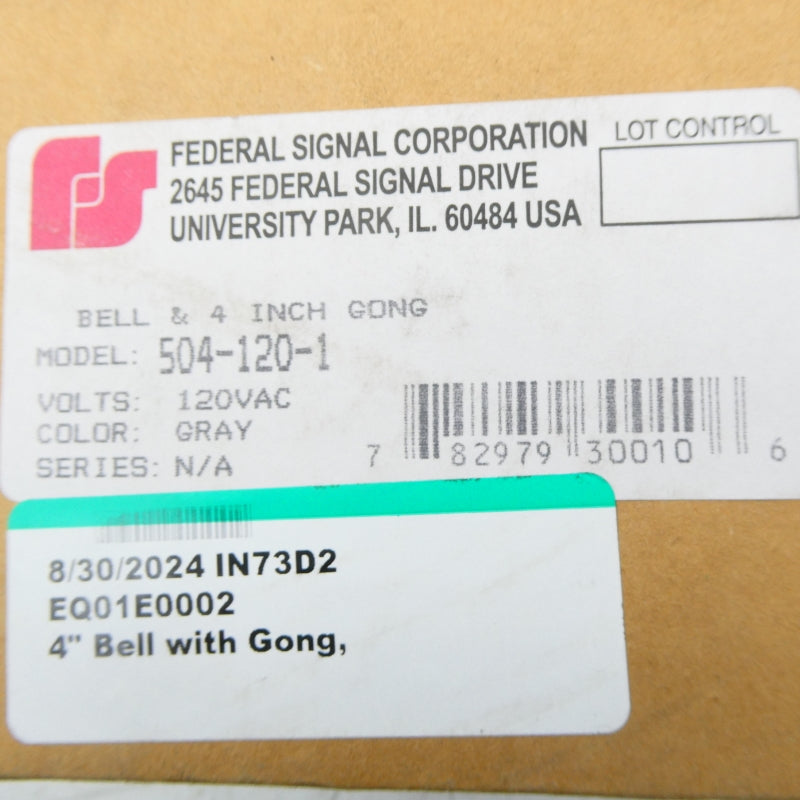 FS
FEDERAL SIGNAL CORPORATION
2645 FEDERAL SIGNAL DRIVE
UNIVERSITY PARK, IL. 60484 USA
LOT CONTROL
BELL & 4 INCH GONG
MODEL: 504-120-1
VOLTS: 120VAC
COLOR: GRAY
SERIES: N/A
7 82979 30010 6
8/30/2024 IN73D2
EQ01E0002
4" Bell with Gong,